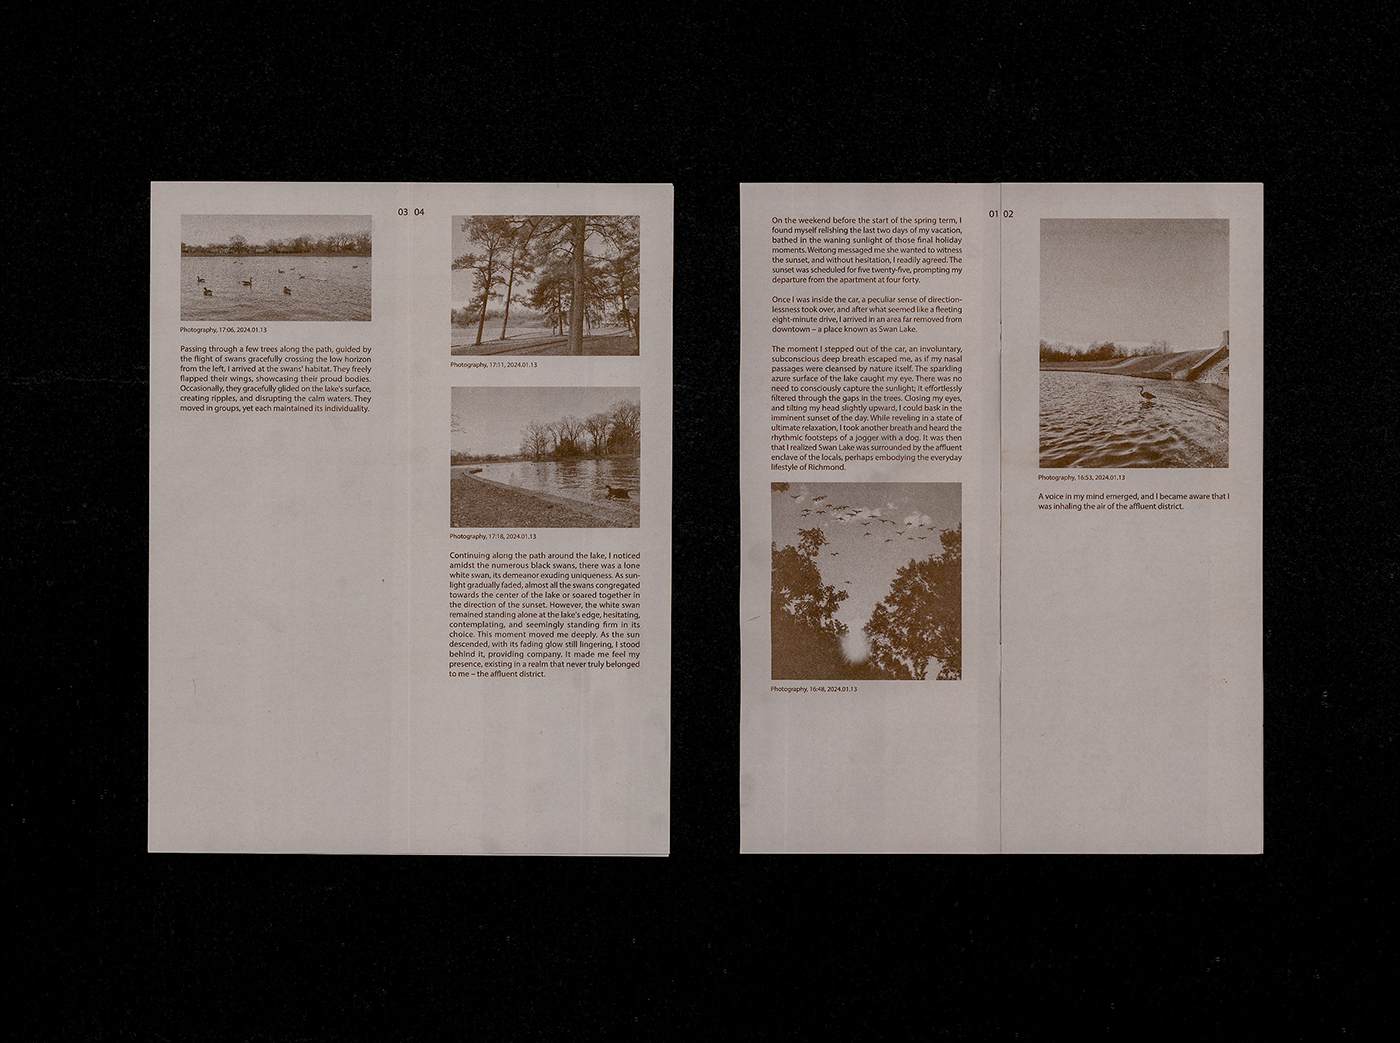 03 04
Photography, 17:06, 2024.01.13
Passing through a few trees along the path, guided by
the flight of swans gracefully crossing the low horizon
from the left, I arrived at the swans' habitat. They freely
flapped their wings, showcasing their proud bodies.
Occasionally, they gracefully glided on the lake's surface,
creating ripples, and disrupting the calm waters. They
moved in groups, yet each maintained its individuality.
Photography, 17:11, 2024.01.13
Photography, 17:18, 2024.01.13
Continuing along the path around the lake, I noticed
amidst the numerous black swans, there was a lone
white swan, its demeanor exuding uniqueness. As sun-
light gradually faded, almost all the swans congregated
towards the center of the lake or soared together in
the direction of the sunset. However, the white swan
remained standing alone at the lake's edge, hesitating,
contemplating, and seemingly standing firm in its
choice. This moment moved me deeply. As the sun
descended, with its fading glow still lingering, I stood
behind it, providing company. It made me feel my
presence, existing in a realm that never truly belonged
to me – the affluent district.
01 02
On the weekend before the start of the spring term, I
found myself relishing the last two days of my vacation,
bathed in the waning sunlight of those final holiday
moments. Weitong messaged me she wanted to witness
the sunset, and without hesitation, I readily agreed. The
sunset was scheduled for five twenty-five, prompting my
departure from the apartment at four forty.
Once I was inside the car, a peculiar sense of direction-
lessness took over, and after what seemed like a fleeting
eight-minute drive, I arrived in an area far removed from
downtown – a place known as Swan Lake.
The moment I stepped out of the car, an involuntary,
subconscious deep breath escaped me, as if my nasal
passages were cleansed by nature itself. The sparkling
azure surface of the lake caught my eye. There was no
need to consciously capture the sunlight; it effortlessly
filtered through the gaps in the trees. Closing my eyes,
and tilting my head slightly upward, I could bask in the
imminent sunset of the day. While reveling in a state of
ultimate relaxation, I took another breath and heard the
rhythmic footsteps of a jogger with a dog. It was then
that I realized Swan Lake was surrounded by the affluent
enclave of the locals, perhaps embodying the everyday
lifestyle of Richmond.
Photography, 16:48, 2024.01.13
Photography, 16:53, 2024.01.13
A voice in my mind emerged, and I became aware that I
was inhaling the air of the affluent district.